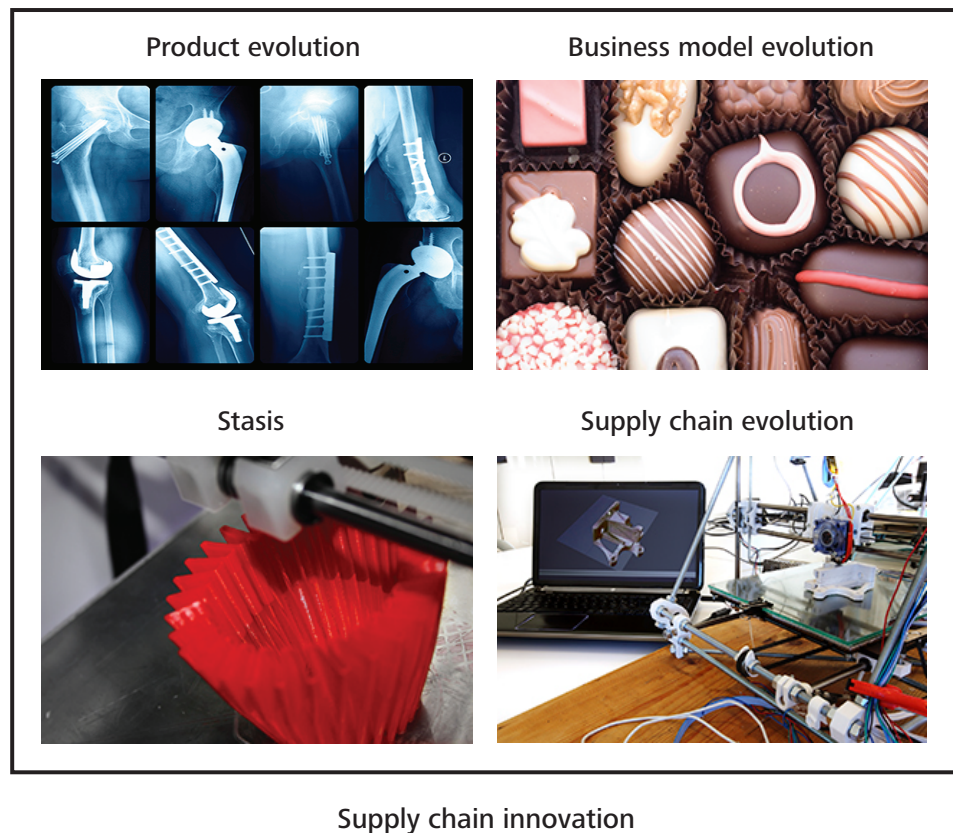 Product evolution
Business model evolution
Stasis
Supply chain evolution
Supply chain innovation